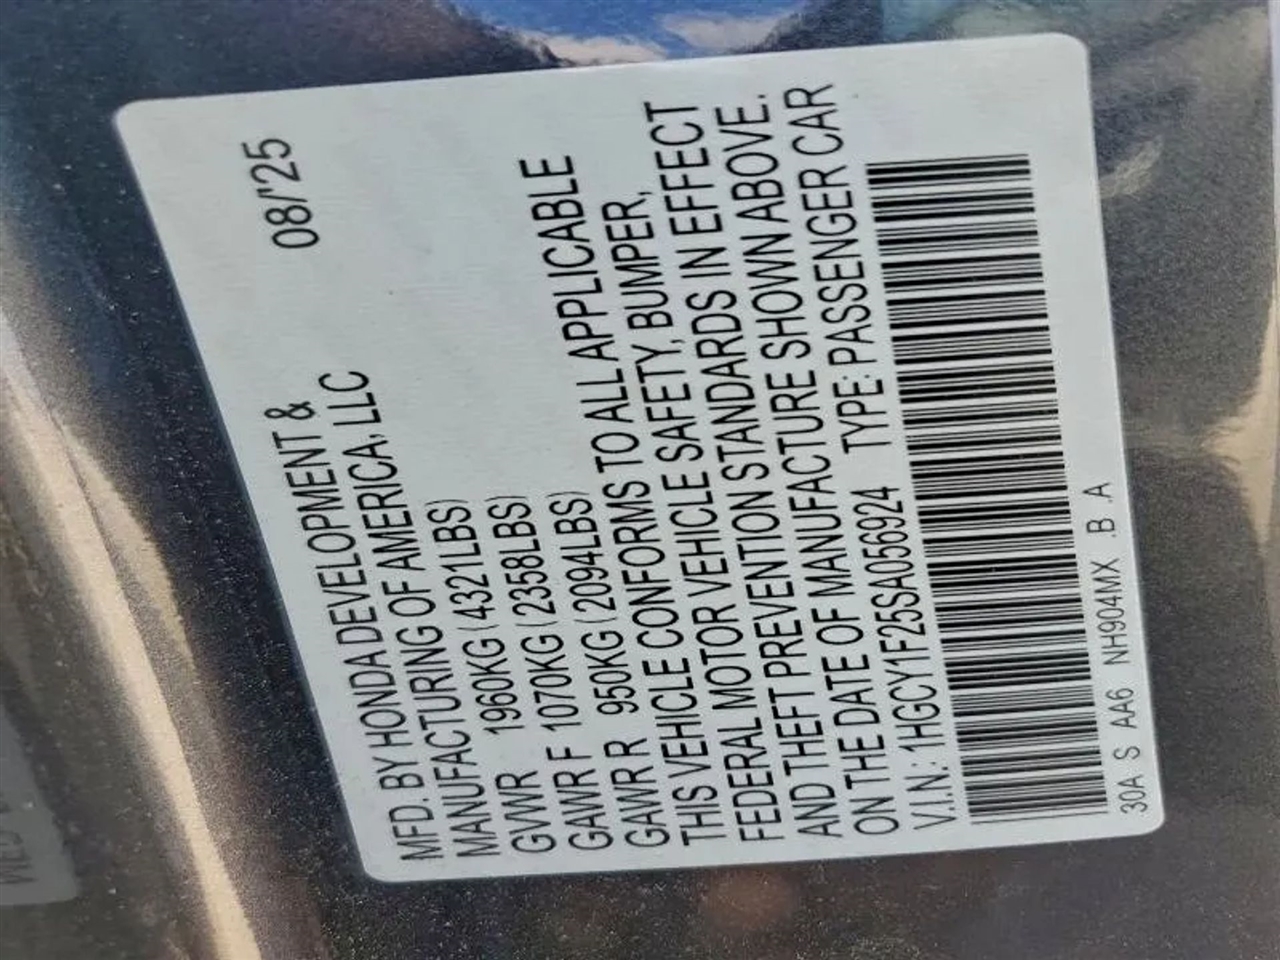 MFD. BY HONDA DEVELOPMENT & 08/'25
MANUFACTURING OF AMERICA, LLC
GVWR 1960KG (4321LBS)
GAWR F 1070KG (2358LBS)
GAWR R 950KG (2094LBS)
THIS VEHICLE CONFORMS TO ALL APPLICABLE
FEDERAL MOTOR VEHICLE SAFETY, BUMPER,
AND THEFT PREVENTION STANDARDS IN EFFECT
ON THE DATE OF MANUFACTURE SHOWN ABOVE.
V.I.N.: 1HGCY1F25SA056924 TYPE: PASSENGER CAR
30A S AA6 NH904MX .B .A